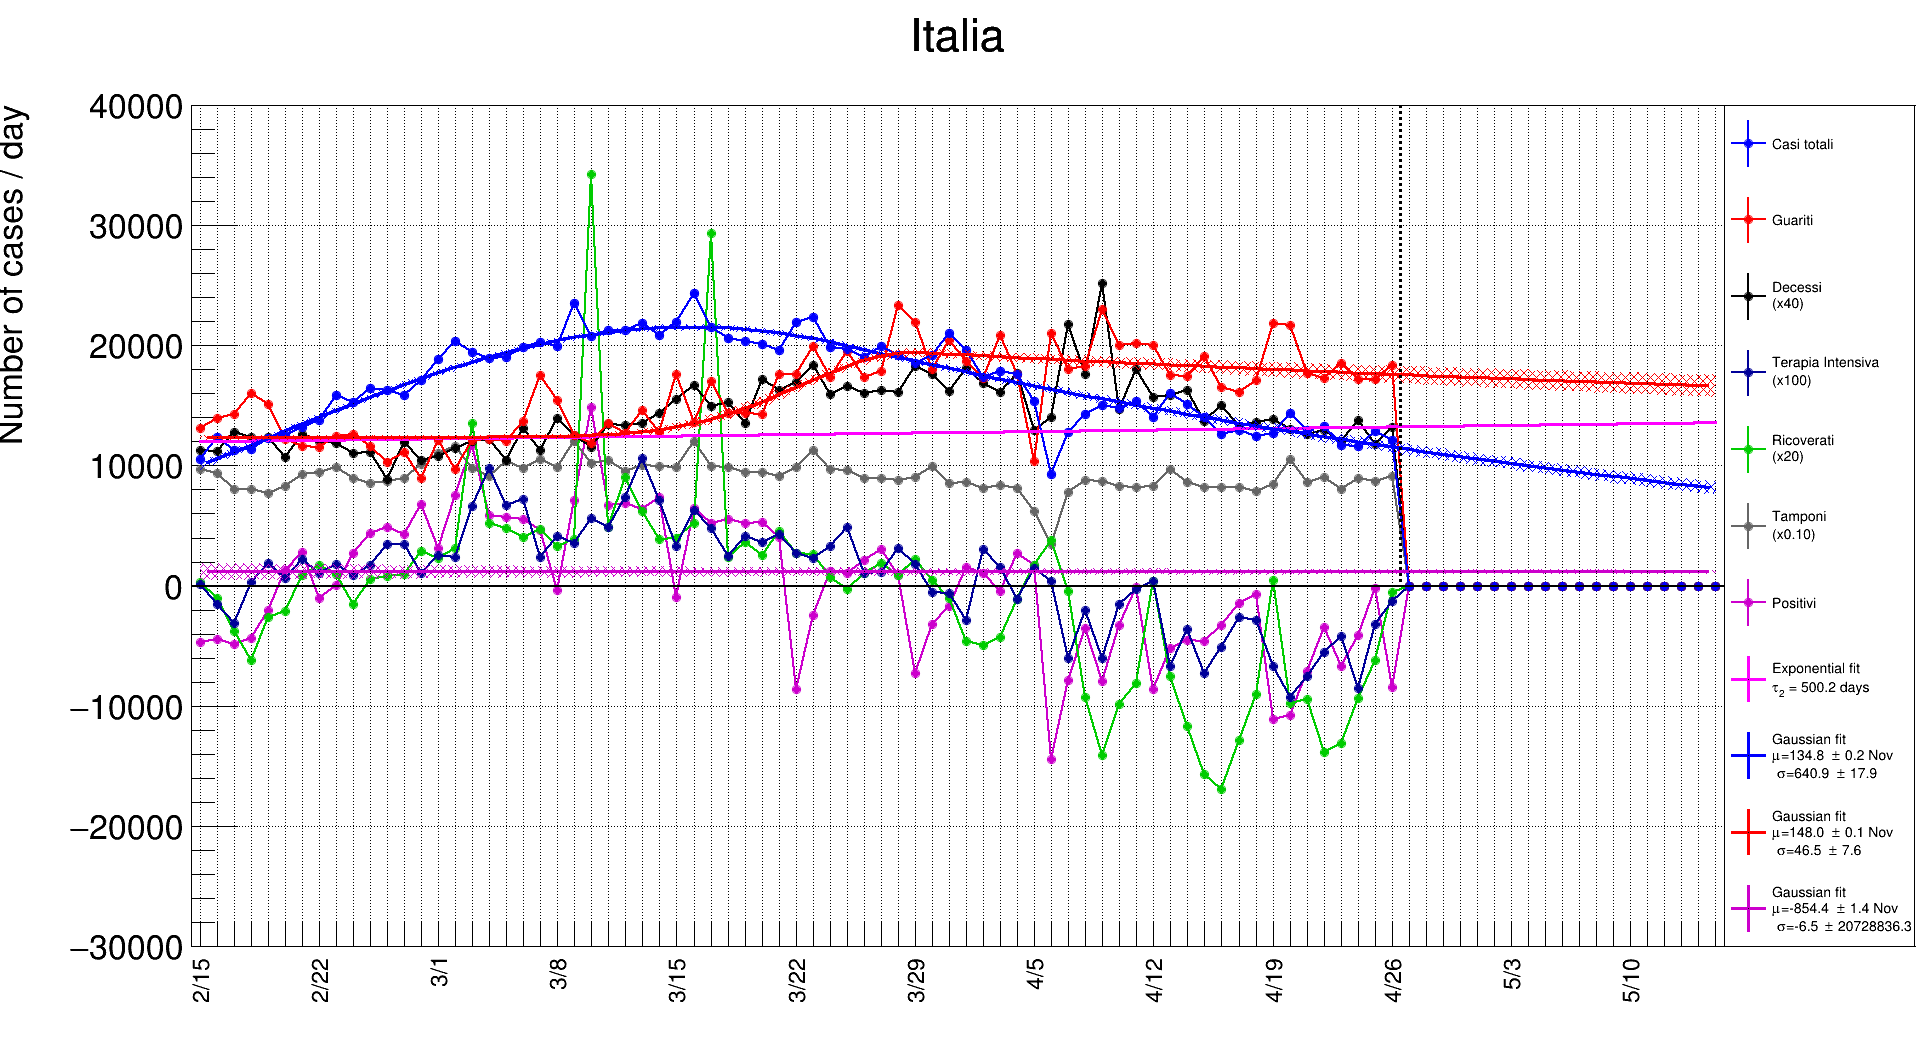 Italia
Number of cases / day
40000
30000
20000
10000
0
−10000
−20000
−30000
2/15
2/22
3/1
3/8
3/15
3/22
3/29
4/5
4/12
4/19
4/26
5/3
5/10
Casi totali
Guariti
Decessi
(x40)
Terapia Intensiva
(x100)
Ricoverati
(x20)
Tamponi
(x0.10)
Positivi
Exponential fit
τ2 = 500.2 days
Gaussian fit
μ=134.8 ± 0.2 Nov
σ=640.9 ± 17.9
Gaussian fit
μ=148.0 ± 0.1 Nov
σ=46.5 ± 7.6
Gaussian fit
μ=-854.4 ± 1.4 Nov
σ=-6.5 ± 20728836.3